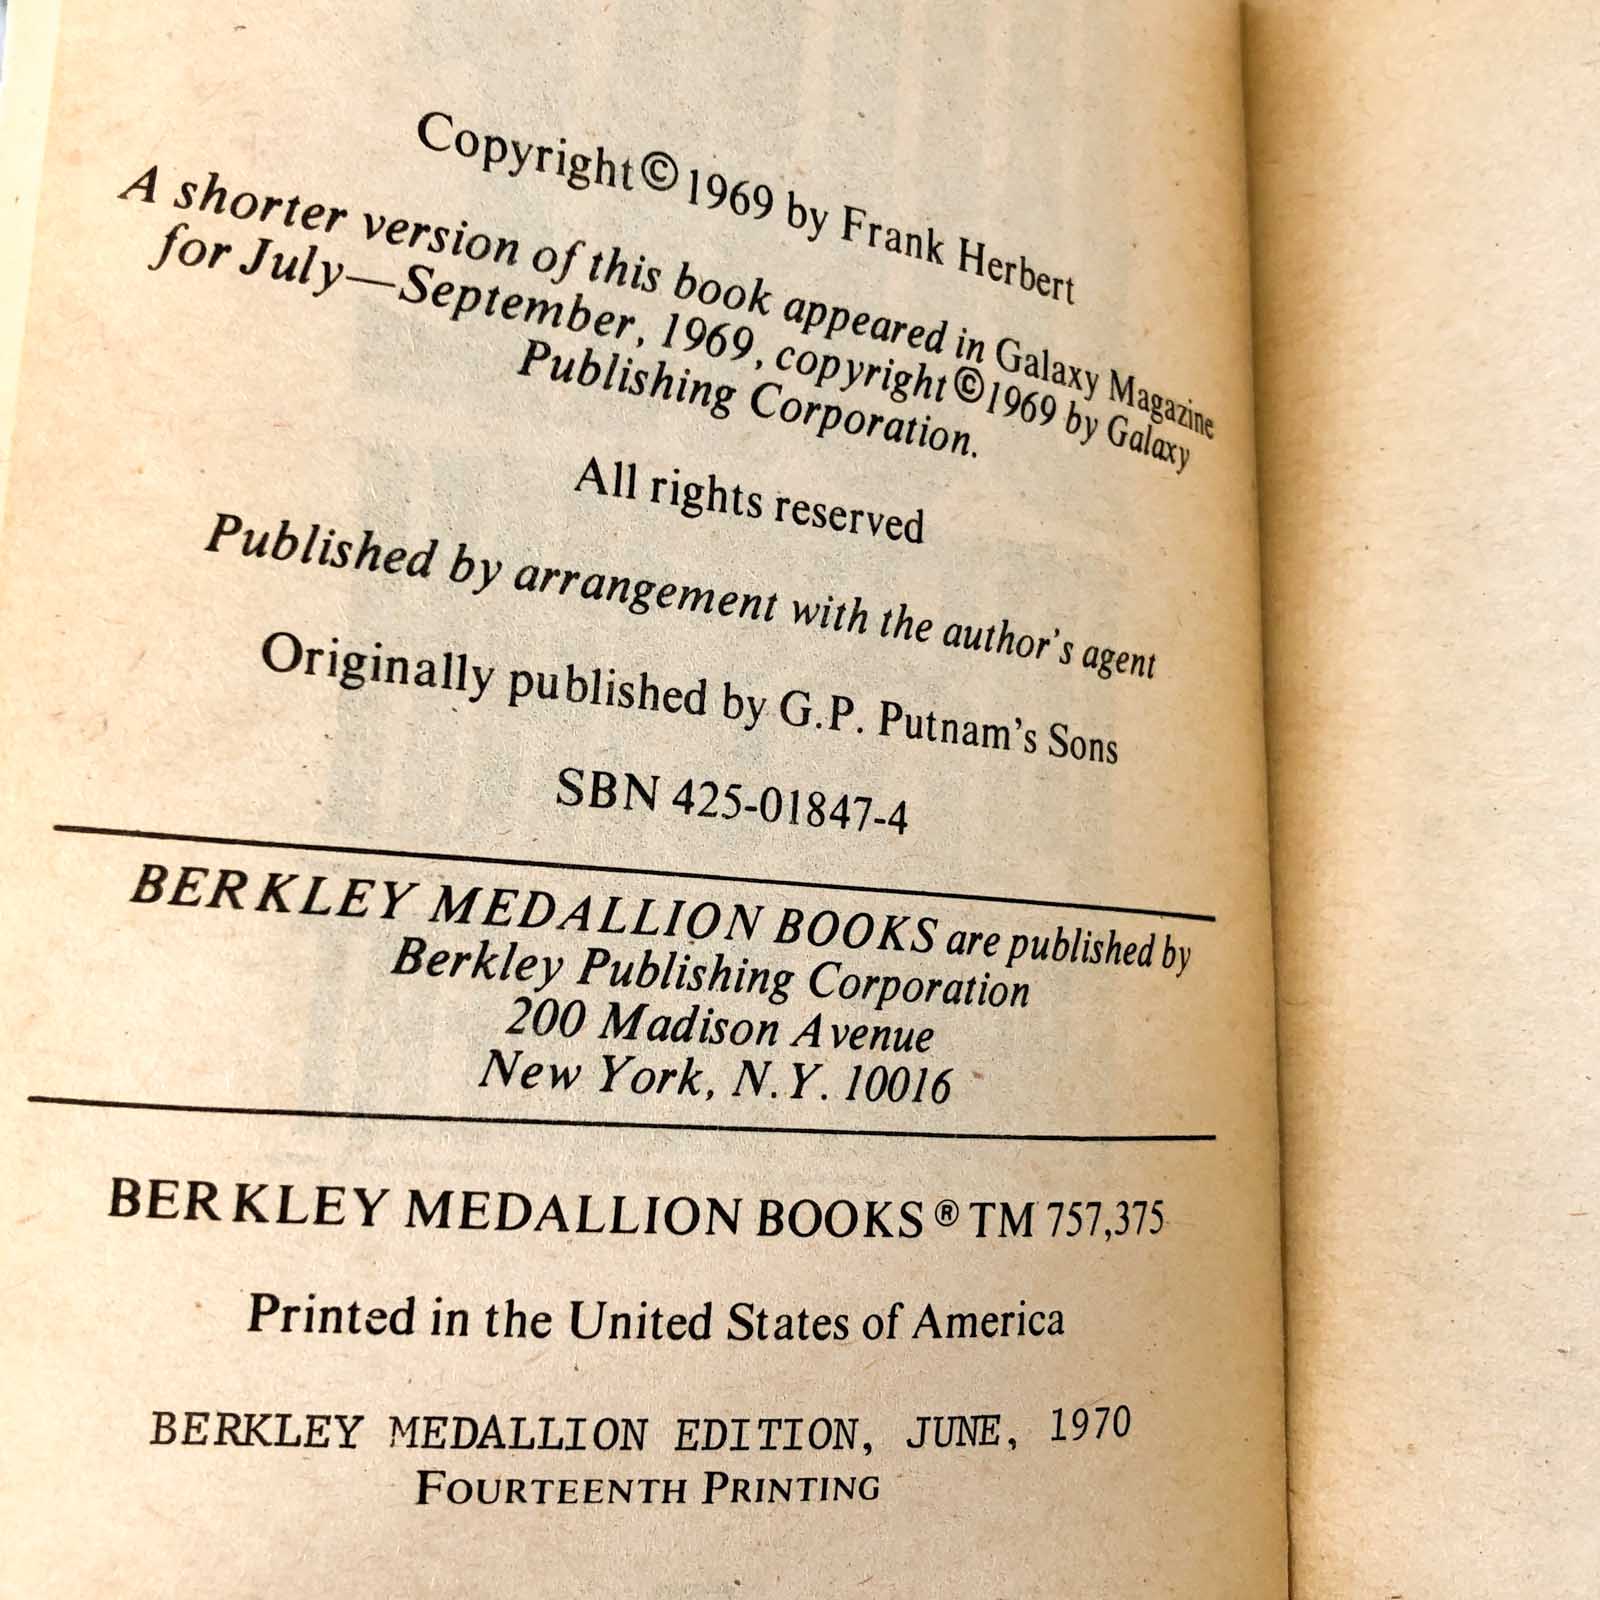 Copyright © 1969 by Frank Herbert
A shorter version of this book appeared in Galaxy Magazine
for July—September, 1969, copyright © 1969 by Galaxy
Publishing Corporation.
All rights reserved
Published by arrangement with the author's agent
Originally published by G.P. Putnam's Sons
SBN 425-01847-4
BERKLEY MEDALLION BOOKS are published by
Berkley Publishing Corporation
200 Madison Avenue
New York, N.Y. 10016
BERKLEY MEDALLION BOOKS ® TM 757,375
Printed in the United States of America
BERKLEY MEDALLION EDITION, JUNE, 1970
FOURTEENTH PRINTING